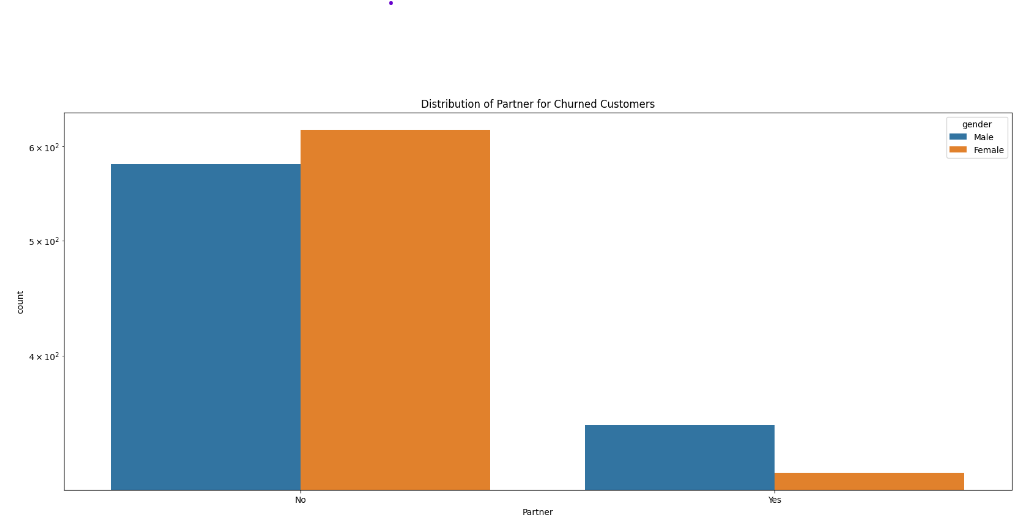 Distribution of Partner for Churned Customers
gender
Male
Female
6 × 10²
5 × 10²
4 × 10²
count
No
Yes
Partner